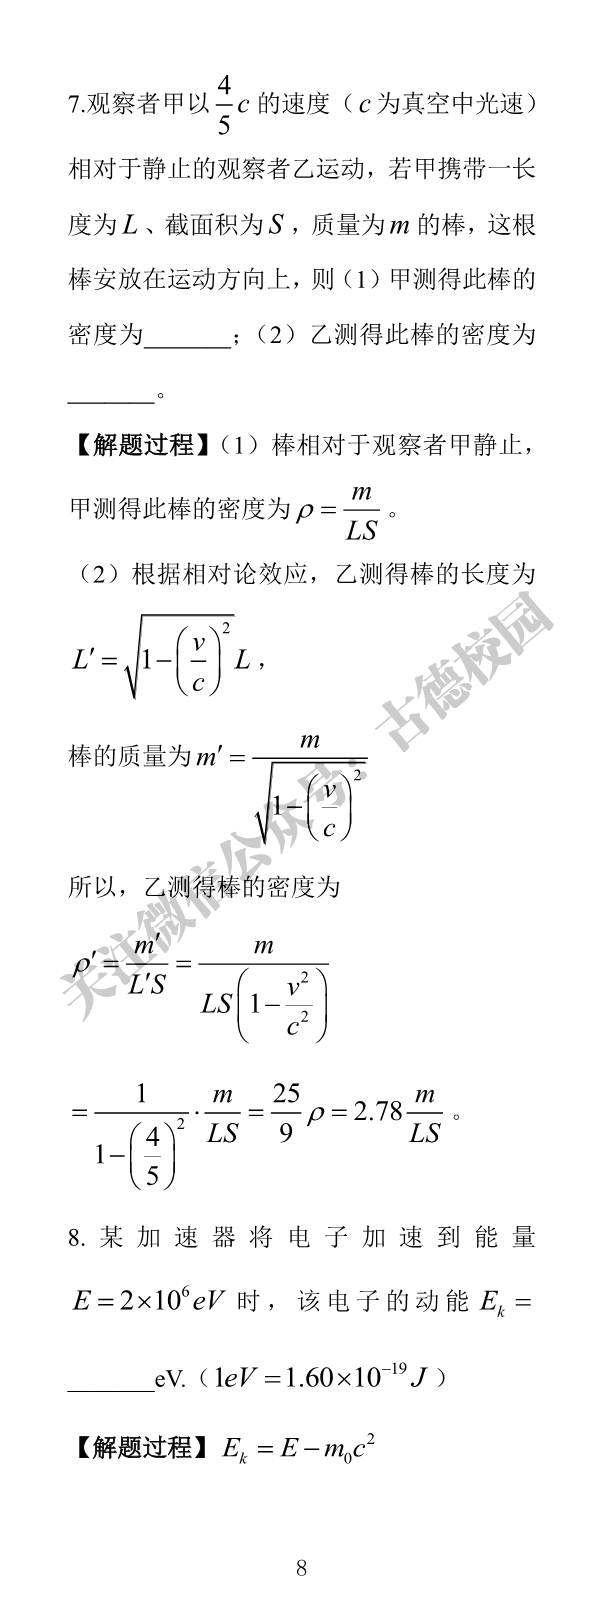 7.观察者甲以 $\frac{4}{5}c$ 的速度（c 为真空中光速）
相对于静止的观察者乙运动，若甲携带一长
度为 L、截面积为 S，质量为 m 的棒，这根
棒安放在运动方向上，则（1）甲测得此棒的
密度为_______；（2）乙测得此棒的密度为
_______。
【解题过程】（1）棒相对于观察者甲静止，
甲测得此棒的密度为 $\rho=\frac{m}{LS}$。
（2）根据相对论效应，乙测得棒的长度为
$L'=\sqrt{1-\left(\frac{v}{c}\right)^2}L$，
棒的质量为 $m'=\frac{m}{\sqrt{1-\left(\frac{v}{c}\right)^2}}$
所以，乙测得棒的密度为
$\rho'=\frac{m'}{L'S}=\frac{m}{LS\left(1-\frac{v^2}{c^2}\right)}$
$=\frac{1}{1-\left(\frac{4}{5}\right)^2}\cdot\frac{m}{LS}=\frac{25}{9}\rho=2.78\frac{m}{LS}$。
8. 某加速器将电子加速到能量
$E=2\times10^6eV$ 时，该电子的动能 $E_k=$
_______eV.（$1eV=1.60\times10^{-19}J$）
【解题过程】$E_k=E-m_0c^2$
8
关注微信公众号：古德校园